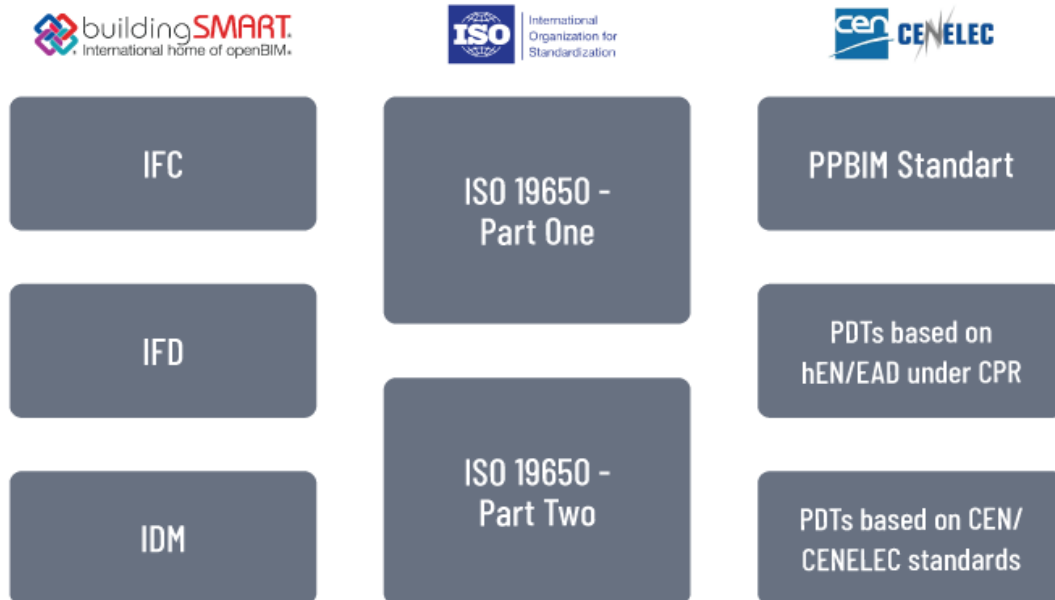 buildingSMART®
International home of openBIM®
ISO
International
Organization for
Standardization
cen
CENELEC
IFC
IFD
IDM
ISO 19650 -
Part One
ISO 19650 -
Part Two
PPBIM Standart
PDTs based on
hEN/EAD under CPR
PDTs based on CEN/
CENELEC standards